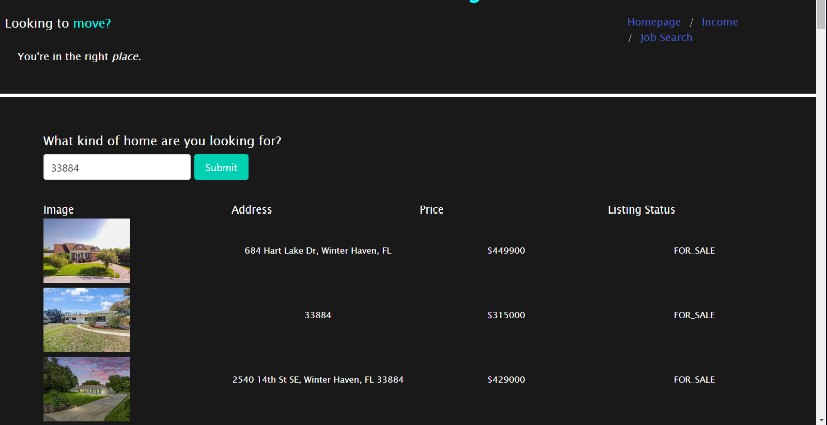 Looking to move?
Homepage / Income
/ Job Search
You're in the right place.
What kind of home are you looking for?
33884 Submit
Image Address Price Listing Status
684 Hart Lake Dr, Winter Haven, FL $449900 FOR_SALE
33884 $315000 FOR_SALE
2540 14th St SE, Winter Haven, FL 33884 $429000 FOR_SALE